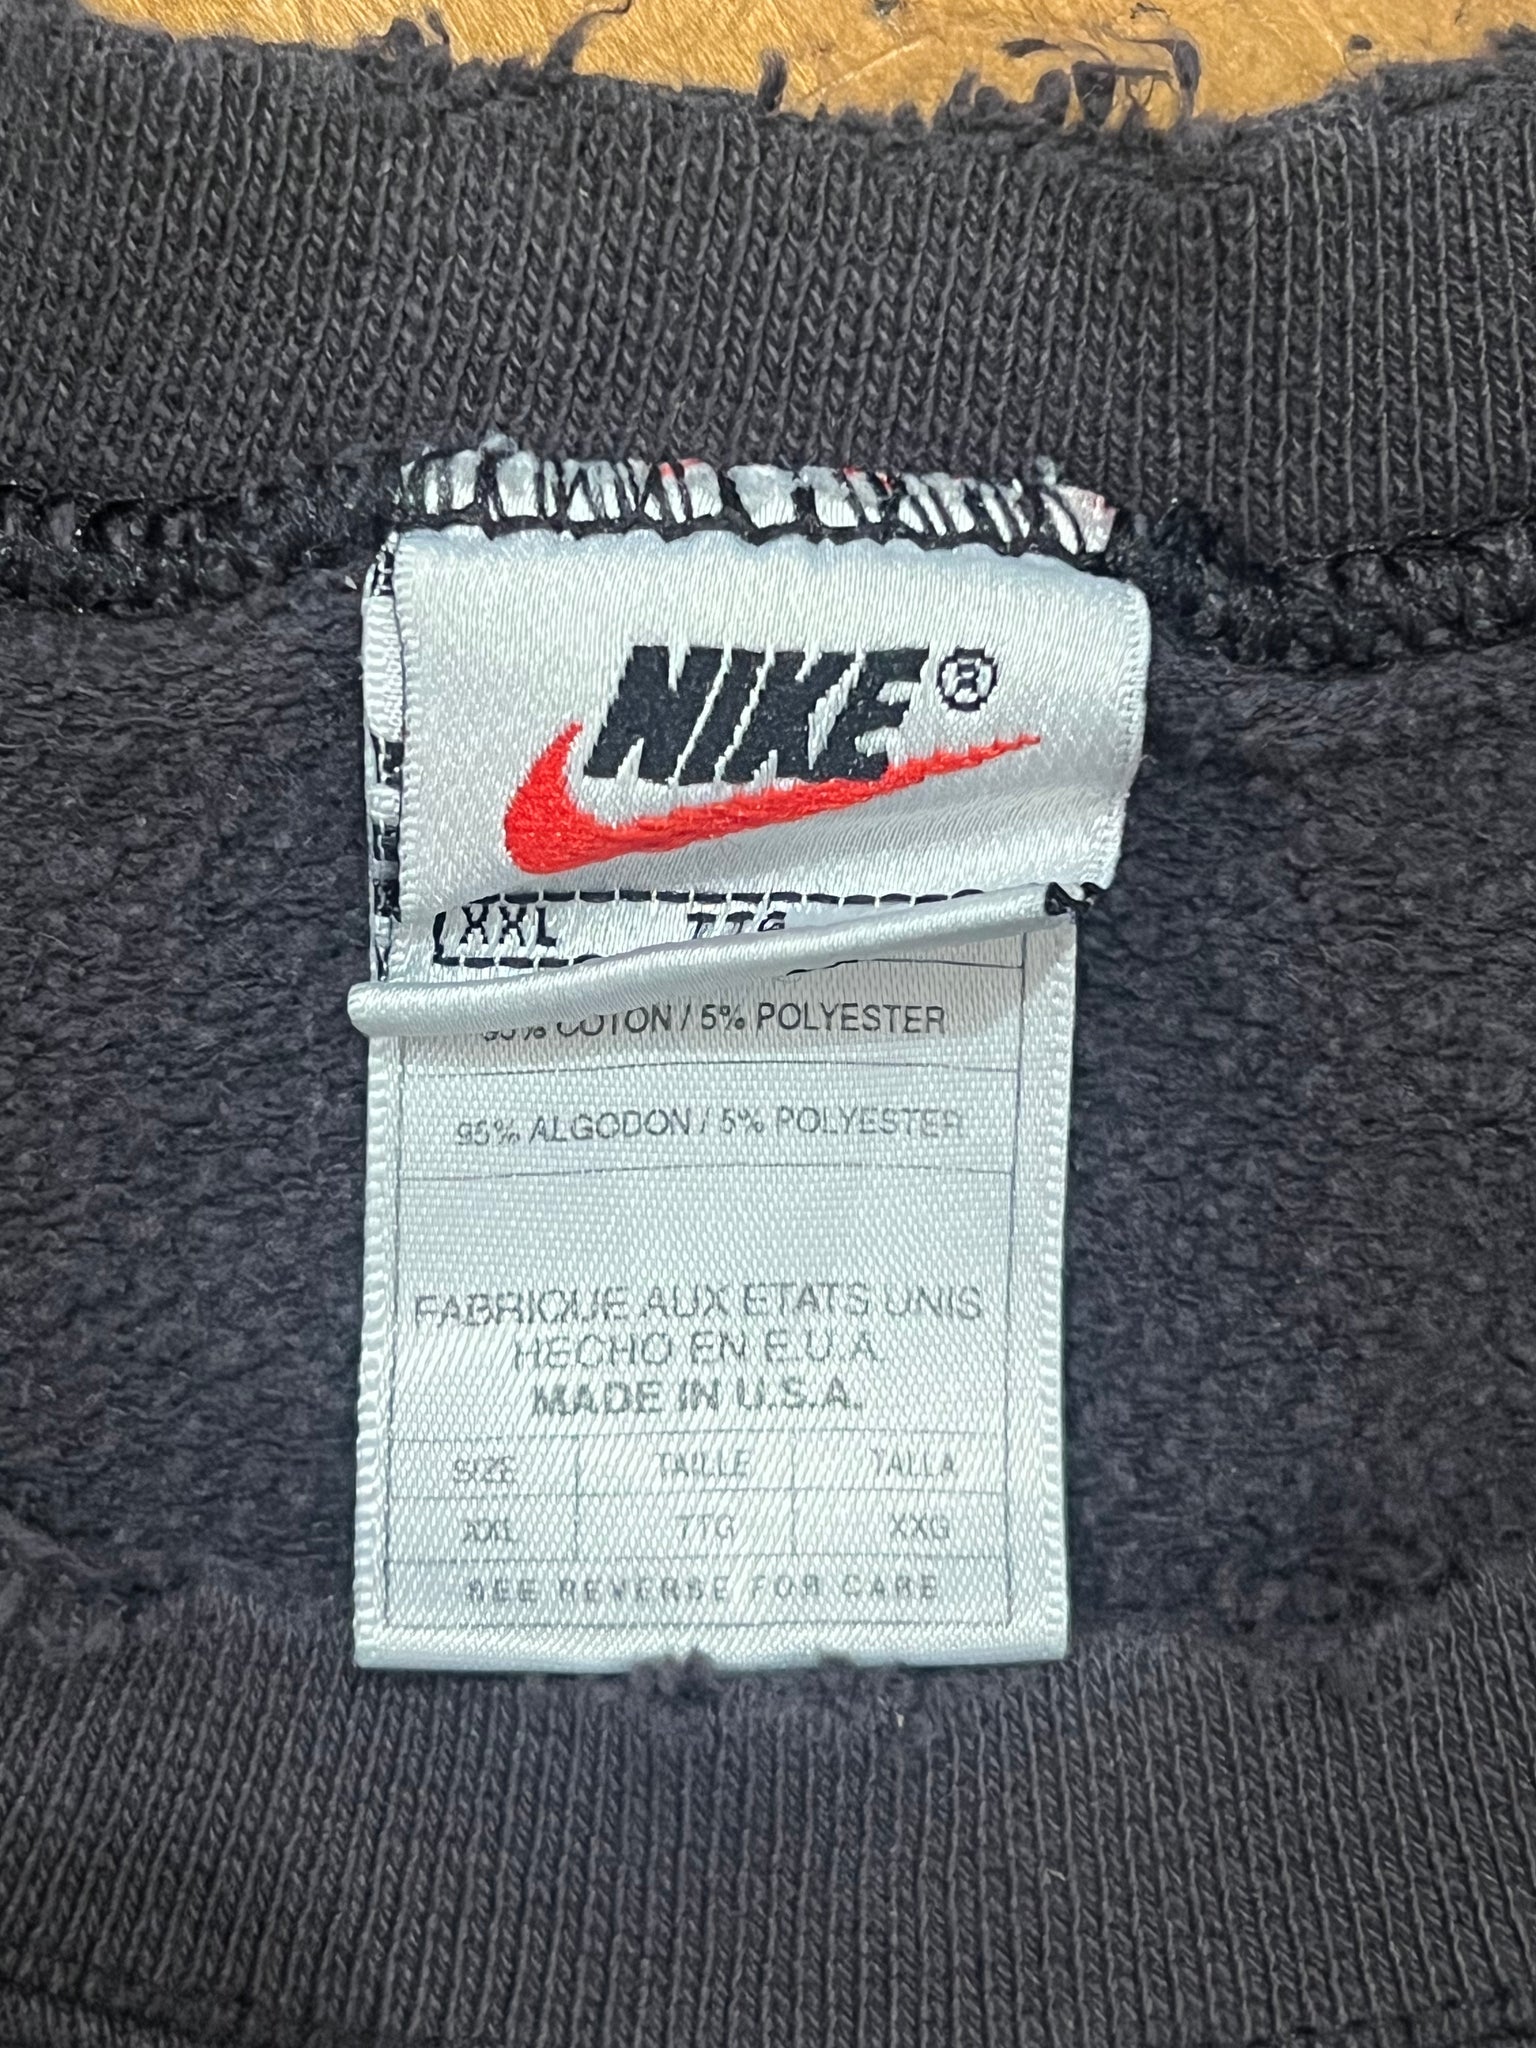 NIKE®
XXL TTG
95% COTON / 5% POLYESTER
95% ALGODON / 5% POLYESTER
FABRIQUE AUX ETATS UNIS
HECHO EN E.U.A.
MADE IN U.S.A.
SIZE TAILLE TALLA
XXL TTG XXG
SEE REVERSE FOR CARE